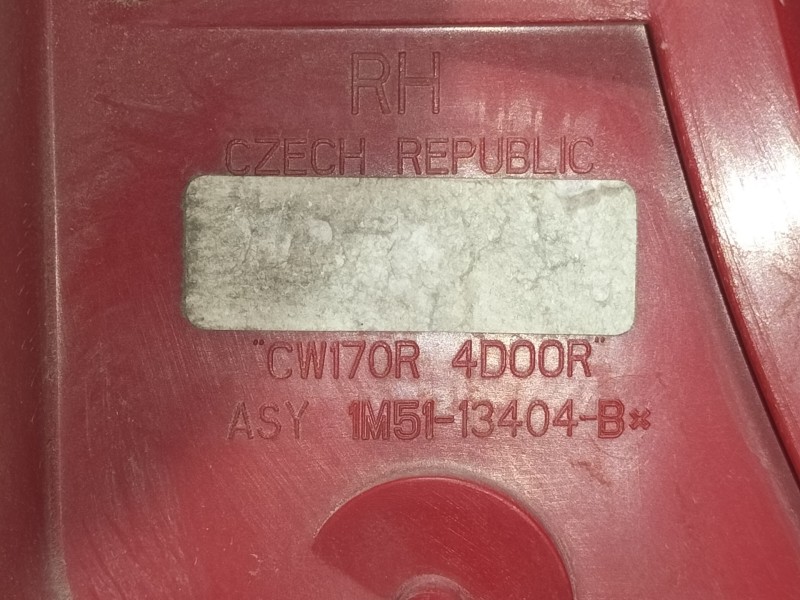 RH
CZECH REPUBLIC
"CW170R 4DOOR"
ASY 1M51-13404-B*